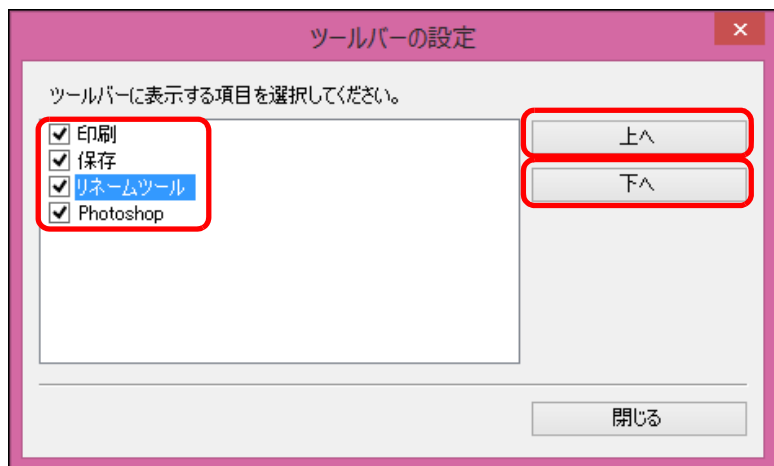 ツールバーの設定
ツールバーに表示する項目を選択してください。
印刷
保存
リネームツール
Photoshop
上へ
下へ
閉じる